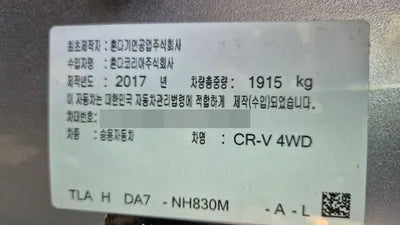 최초제작자 : 혼다기연공업주식회사
수입자명 : 혼다코리아주식회사
제작년도 : 2017 년 차량총중량 : 1915 kg
이 자동차는 대한민국 자동차관리법령에 적합하게 제작(수입)되었습니다
차대번호:
차종 : 승용자동차 차명 : CR-V 4WD
TLA H DA7 -NH830M -A-L